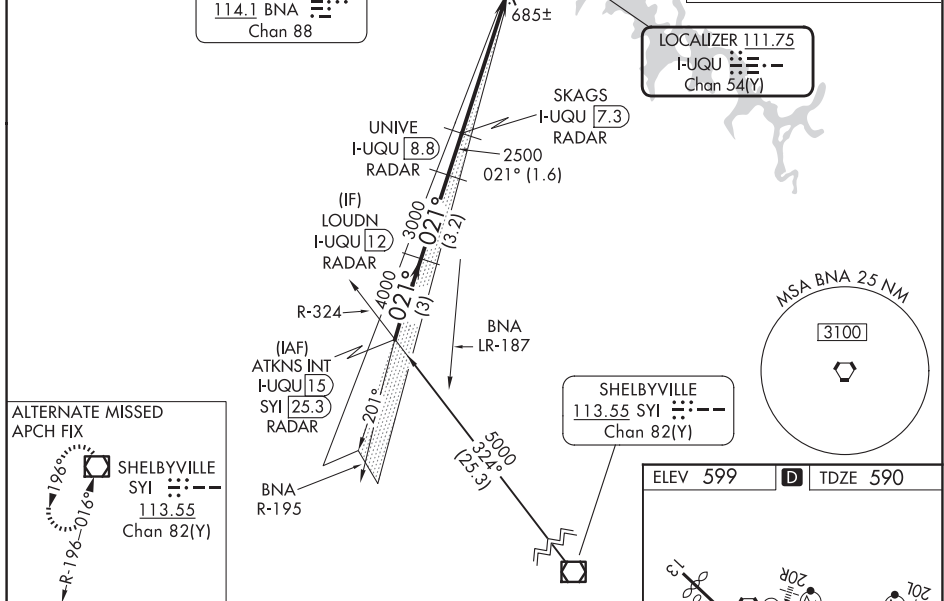 114.1 BNA
Chan 88
685±
LOCALIZER 111.75
I-UQU
Chan 54(Y)
SKAGS
I-UQU 7.3
RADAR
UNIVE
I-UQU 8.8
RADAR
2500
021° (1.6)
(IF)
LOUDN
I-UQU 12
RADAR
3000
021°
(3.2)
4000
021°
(3)
R-324
BNA
LR-187
(IAF)
ATKNS INT
I-UQU 15
SYI 25.3
RADAR
201°
BNA
R-195
5000
324°
(25.3)
SHELBYVILLE
113.55 SYI
Chan 82(Y)
MSA BNA 25 NM
3100
ALTERNATE MISSED
APCH FIX
196°
SHELBYVILLE
SYI
113.55
Chan 82(Y)
R-196
016°
ELEV 599 D TDZE 590
13
20R
20L